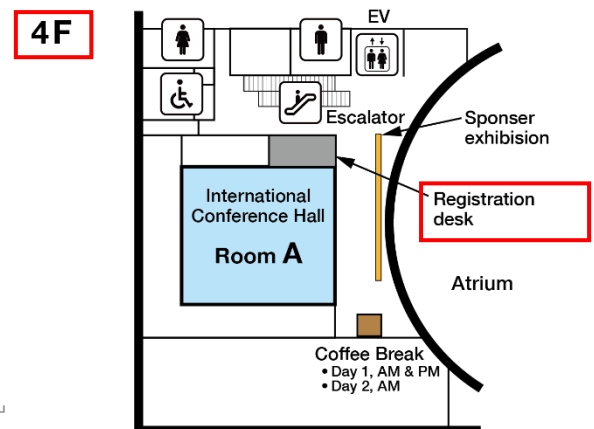 4F
EV
Escalator
Sponser
exhibision
International
Conference Hall
Room A
Registration
desk
Atrium
Coffee Break
• Day 1, AM & PM
• Day 2, AM